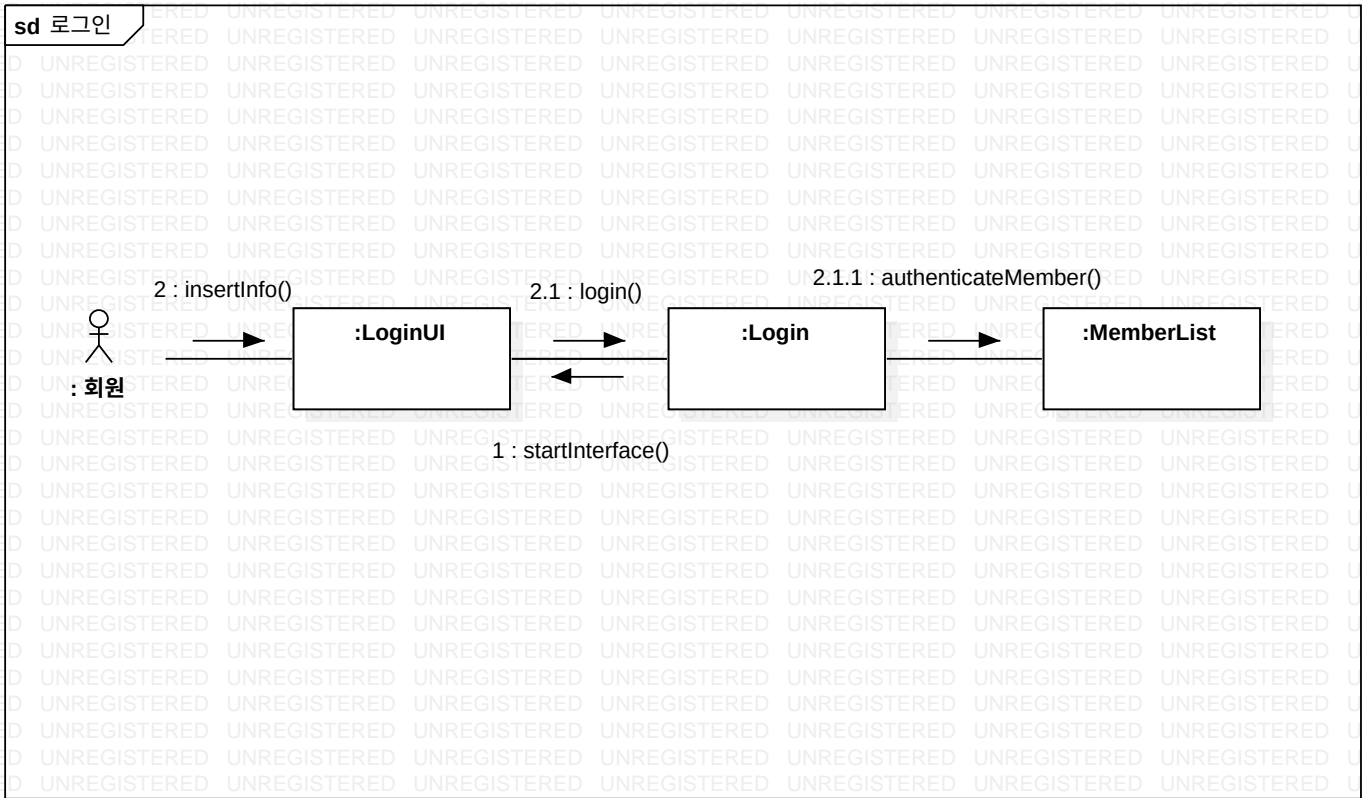 sd 로그인
2 : insertInfo()
2.1 : login()
2.1.1 : authenticateMember()
:LoginUI
:Login
:MemberList
: 회원
1 : startInterface()
UNREGISTERED